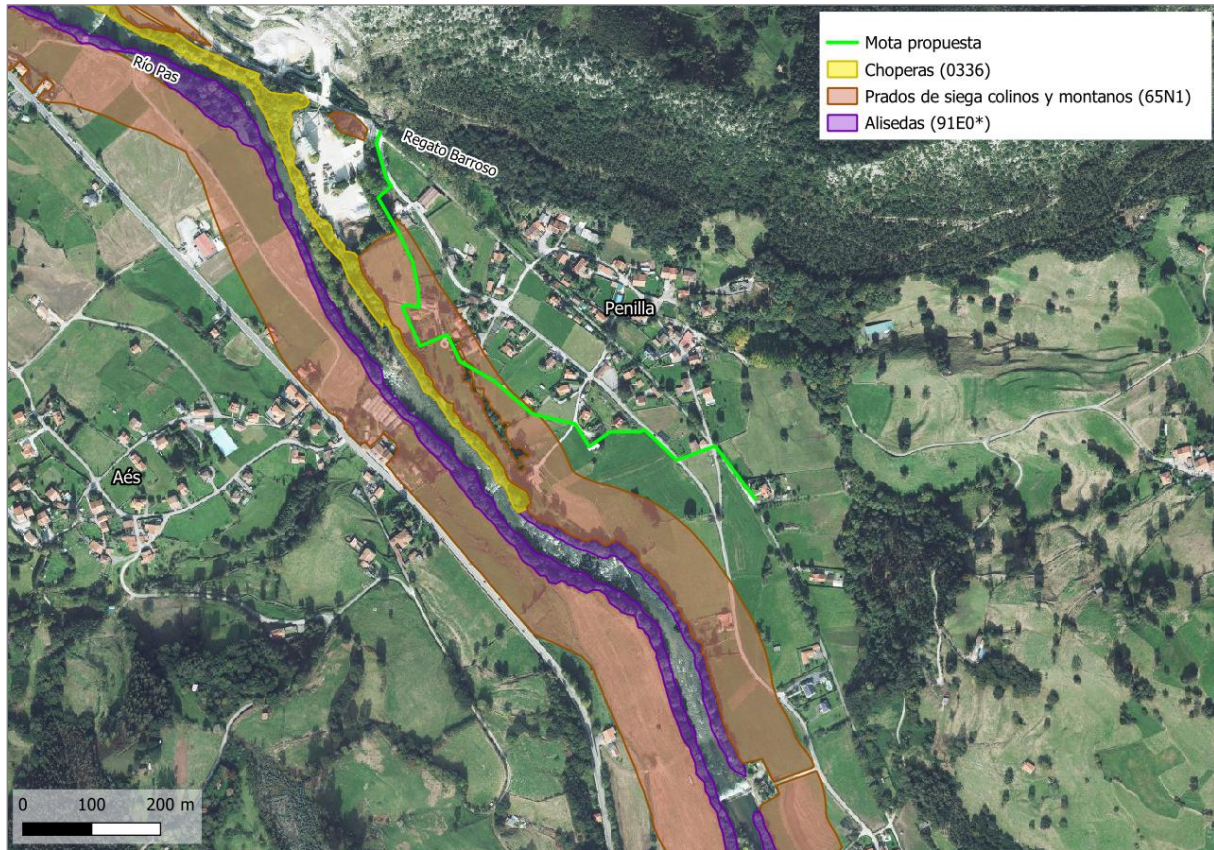 Mota propuesta
Choperas (0336)
Prados de siega colinos y montanos (65N1)
Alisedas (91E0*)
Río Pas
Regato Barroso
Penilla
Aés
0 100 200 m